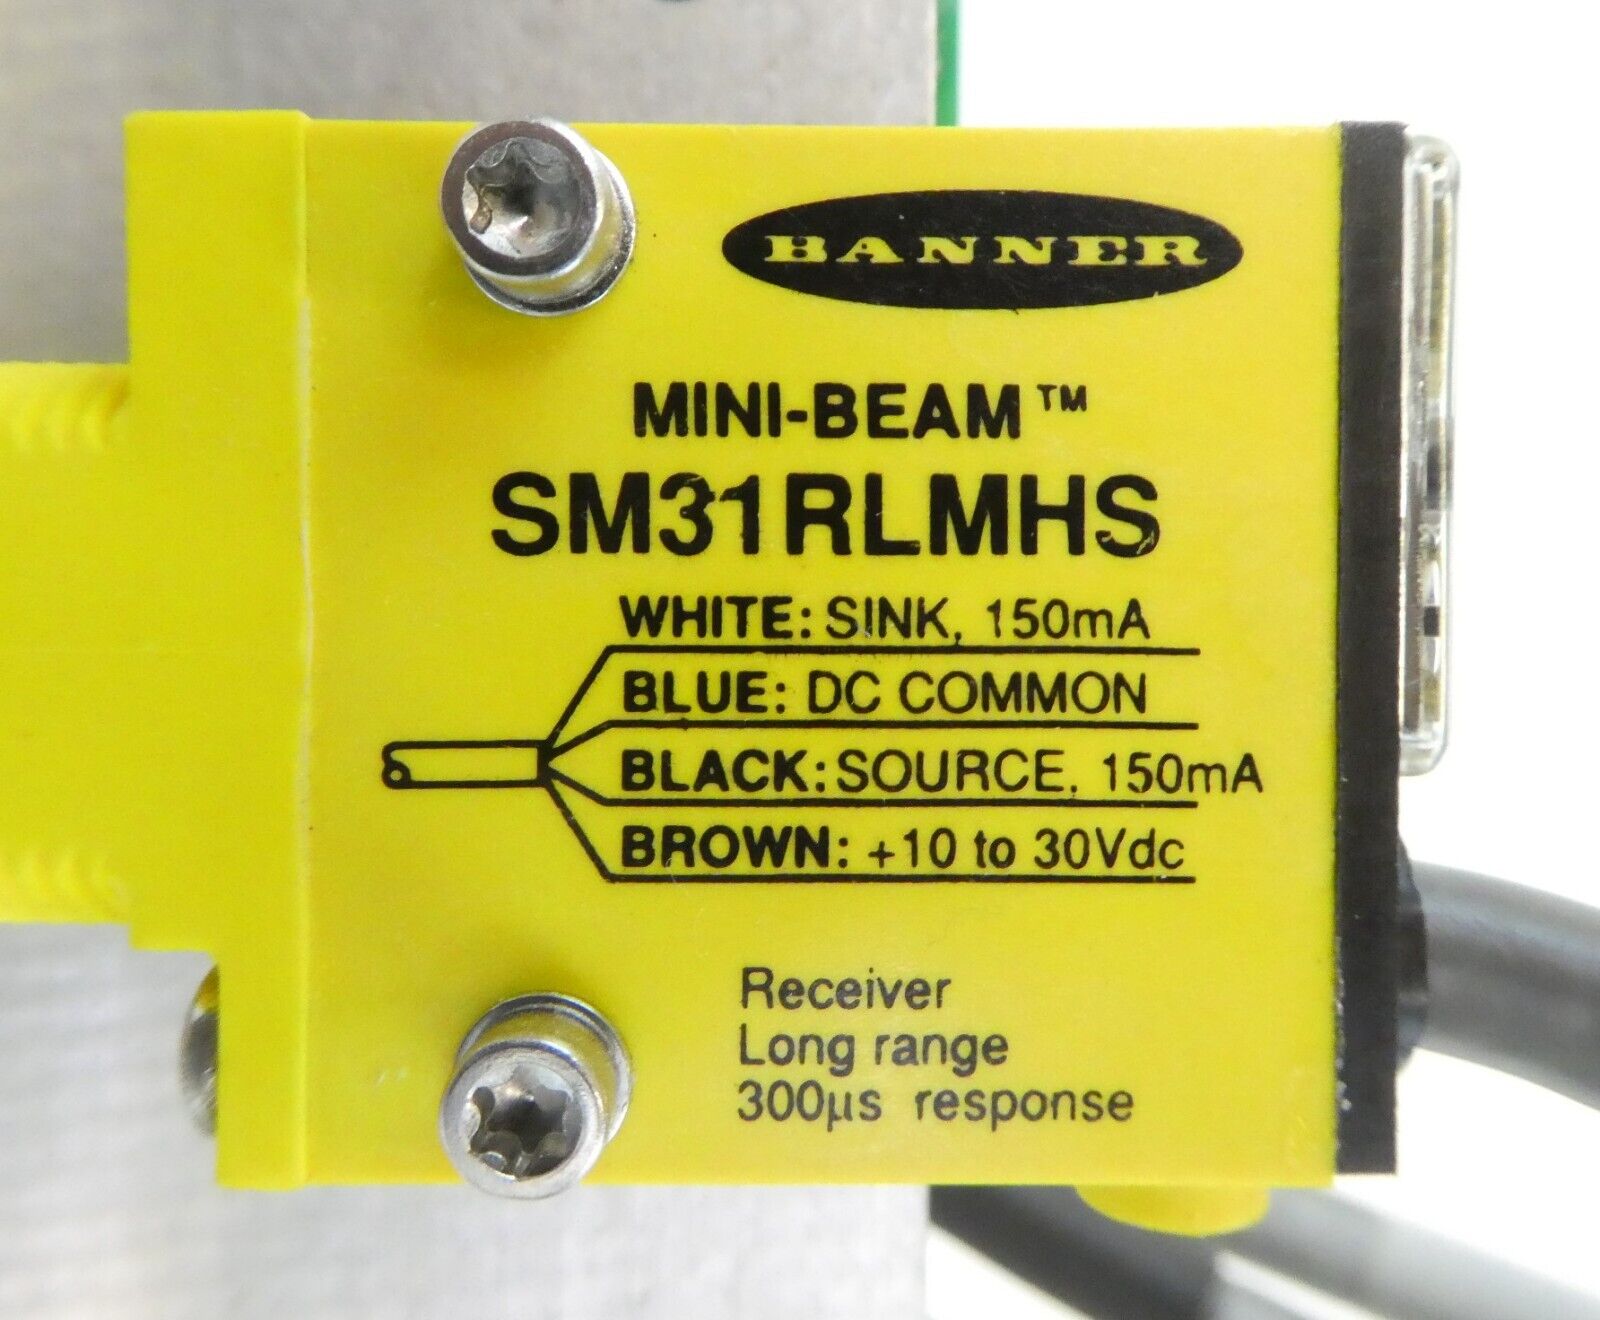 BANNER
MINI-BEAM™
SM31RLMHS
WHITE: SINK, 150mA
BLUE: DC COMMON
BLACK: SOURCE, 150mA
BROWN: +10 to 30Vdc
Receiver
Long range
300µs response